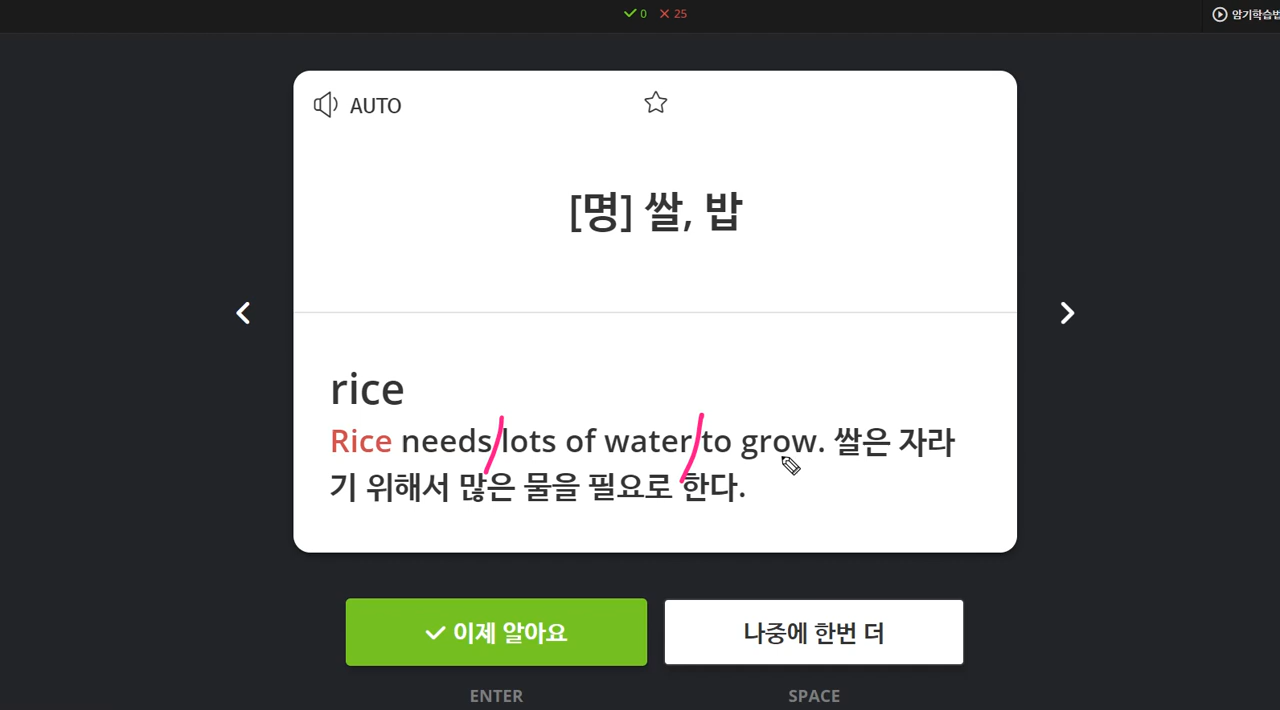 0 25
암기학습법
AUTO
[명] 쌀, 밥
rice
Rice needs lots of water to grow. 쌀은 자라
기 위해서 많은 물을 필요로 한다.
이제 알아요 나중에 한번 더
ENTER SPACE